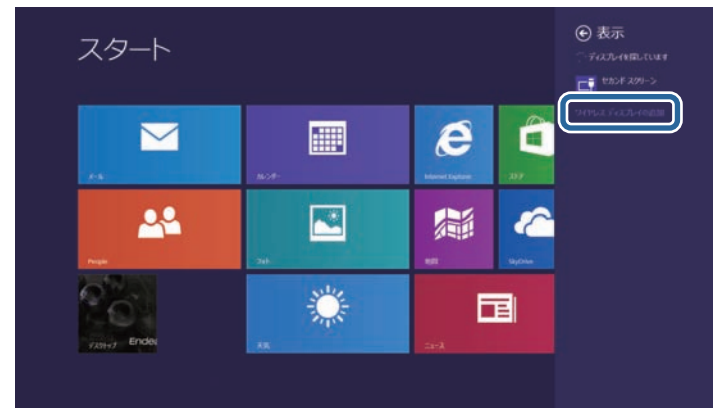 スタート
表示
ディスプレイを探しています
セカンド スクリーン
ワイヤレス ディスプレイの追加
メール
カレンダー
Internet Explorer
ストア
People
フォト
地図
SkyDrive
デスクトップ
Endea
天気
ニュース